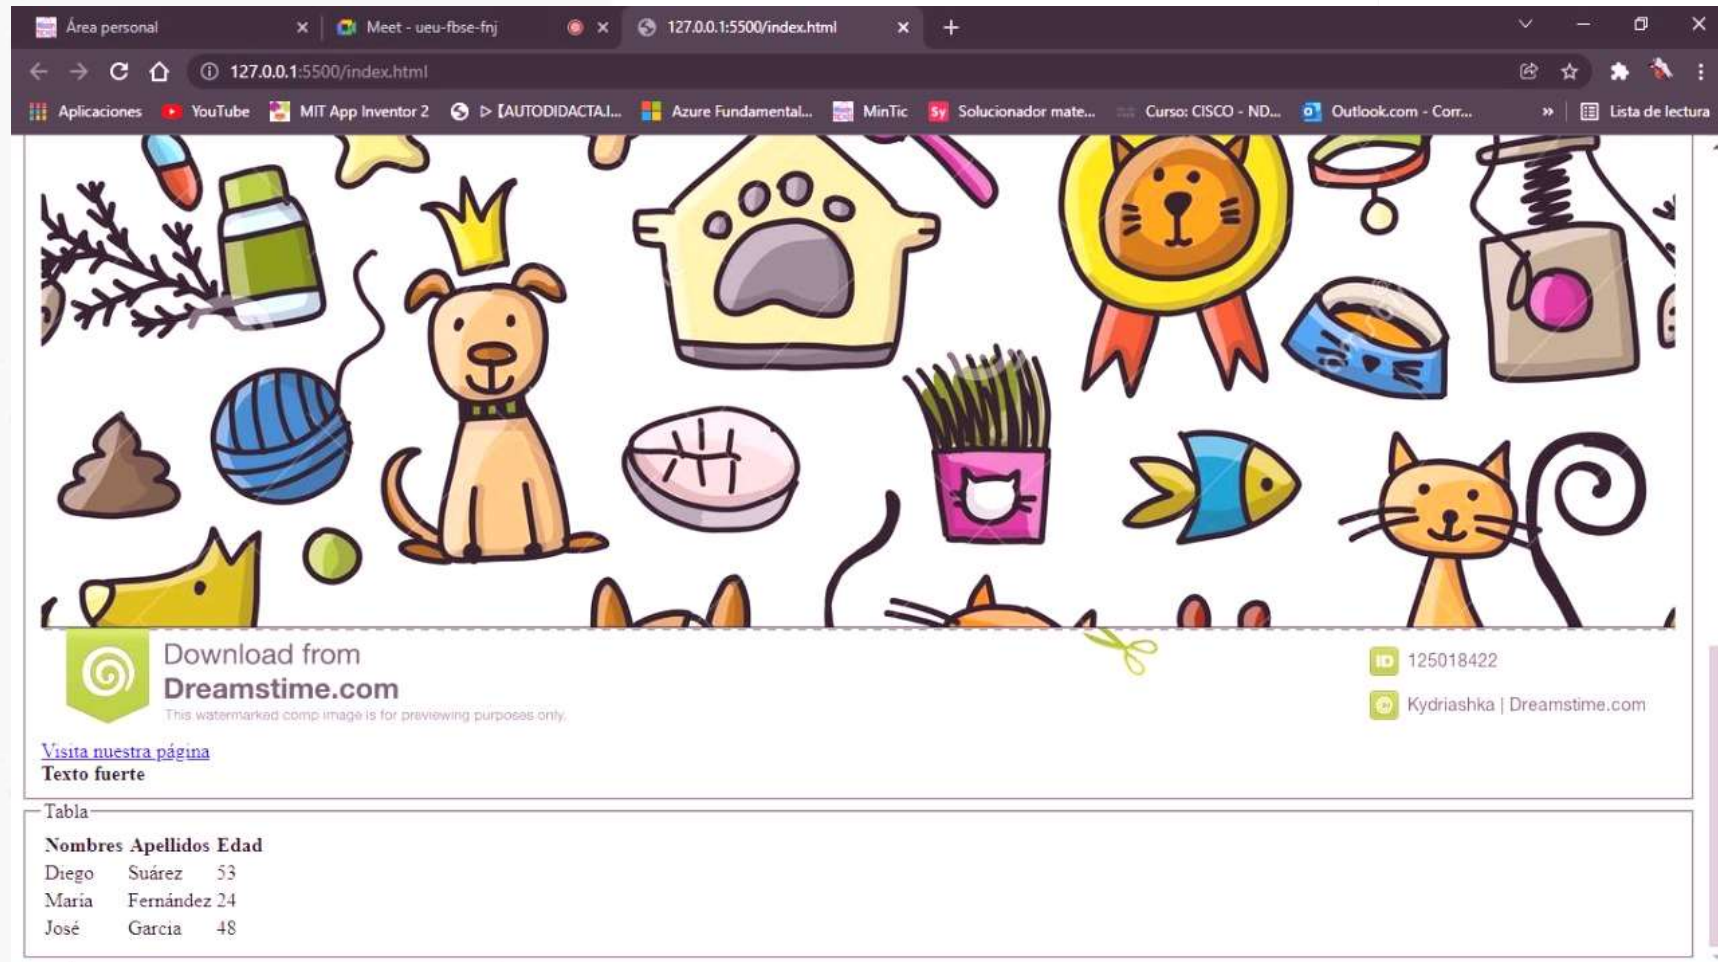 Área personal
Meet - ueu-fbse-fnj
127.0.0.1:5500/index.html
127.0.0.1:5500/index.html
Aplicaciones
YouTube
MIT App Inventor 2
▷【AUTODIDACTA.I...
Azure Fundamental...
MinTic
Sy
Solucionador mate...
Curso: CISCO - ND...
Outlook.com - Corr...
»
Lista de lectura
Download from
Dreamstime.com
This watermarked comp image is for previewing purposes only.
ID 125018422
Kydriashka | Dreamstime.com
Visita nuestra página
Texto fuerte
Tabla
Nombres Apellidos Edad
Diego Suárez 53
María Fernández 24
José Garcia 48